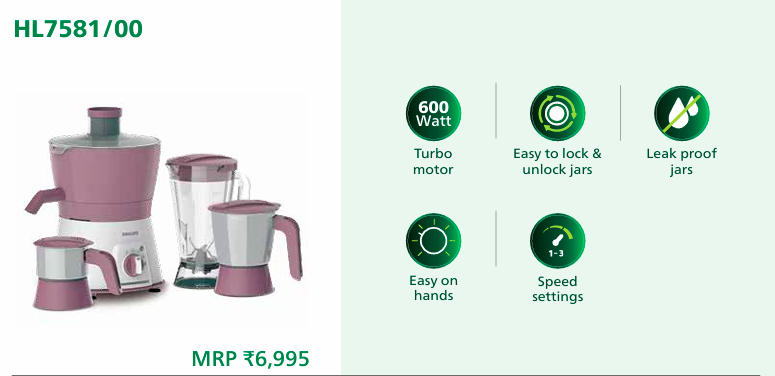 HL7581/00
600
Watt
Turbo
motor
Easy to lock &
unlock jars
Leak proof
jars
PHILIPS
Easy on
hands
1-3
Speed
settings
MRP ₹6,995